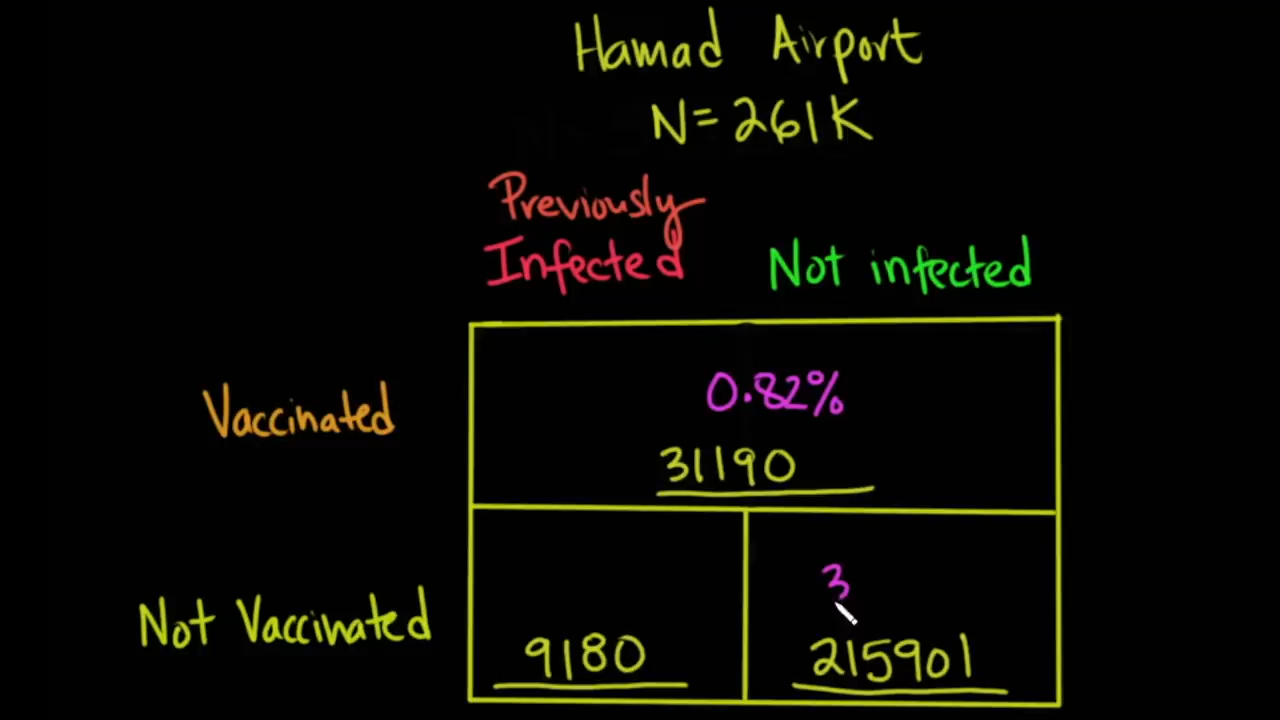 Hamad Airport
N=261K
Previously
Infected
Not infected
Vaccinated
0.82%
31190
Not Vaccinated
9180
3
215901